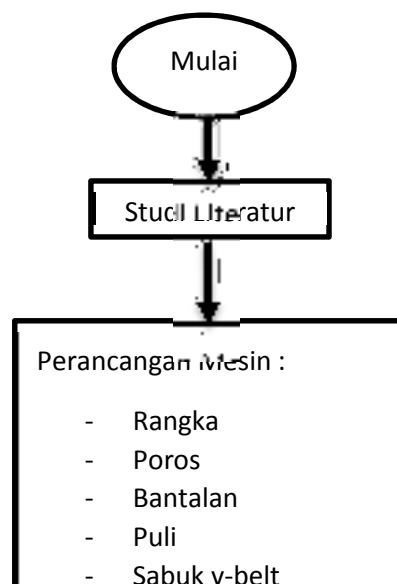 Mulai
Studi Literatur
Perancangan Mesin :
- Rangka
- Poros
- Bantalan
- Puli
- Sabuk v-belt